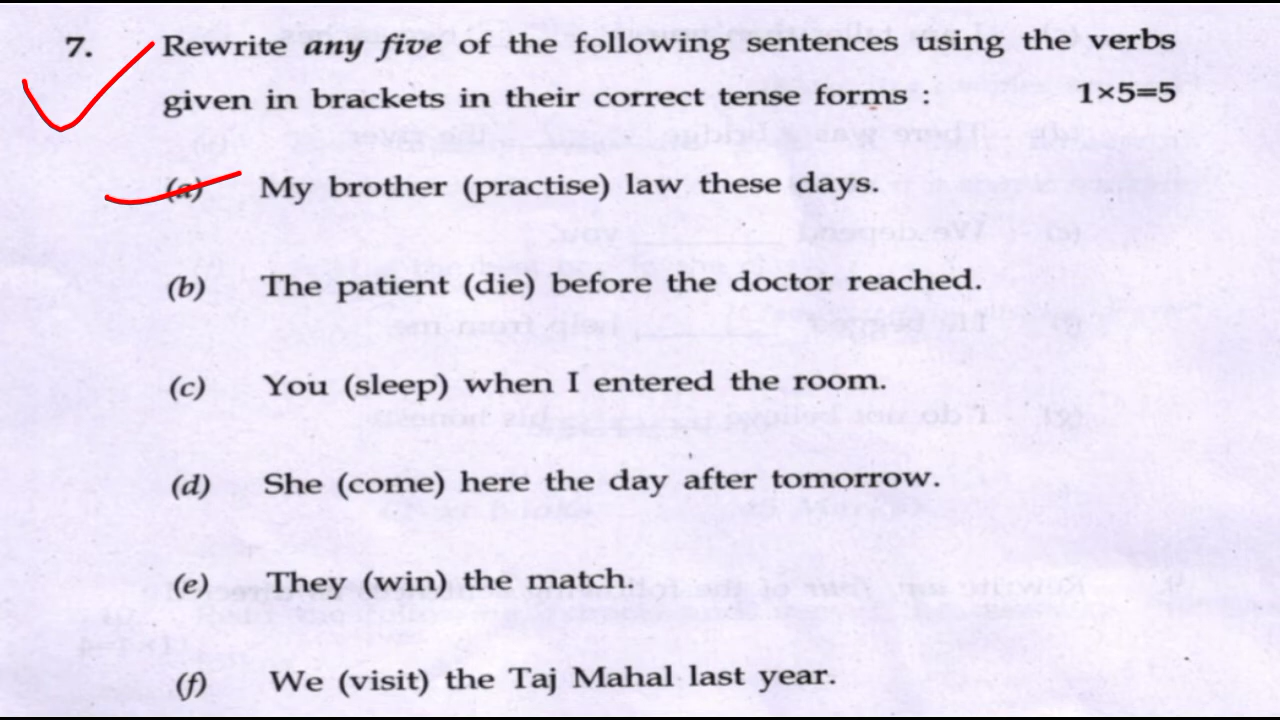 7. Rewrite any five of the following sentences using the verbs
given in brackets in their correct tense forms : 1×5=5
(a) My brother (practise) law these days.
(b) The patient (die) before the doctor reached.
(c) You (sleep) when I entered the room.
(d) She (come) here the day after tomorrow.
(e) They (win) the match.
(f) We (visit) the Taj Mahal last year.